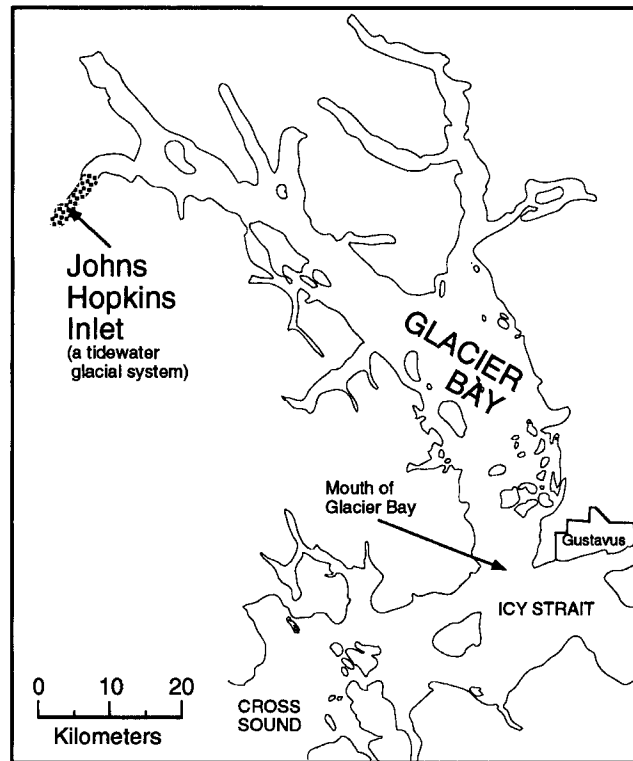 Johns
Hopkins
Inlet
(a tidewater
glacial system)
GLACIER
BAY
Mouth of
Glacier Bay
Gustavus
ICY STRAIT
CROSS
SOUND
0 10 20
Kilometers